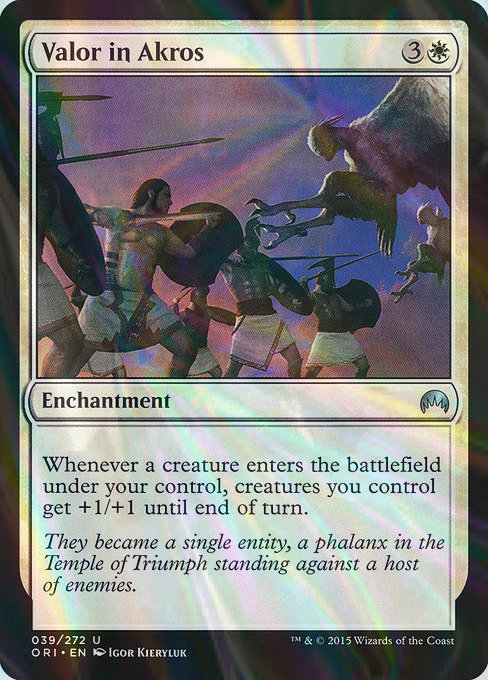 Valor in Akros 3
Enchantment
Whenever a creature enters the battlefield
under your control, creatures you control
get +1/+1 until end of turn.
They became a single entity, a phalanx in the
Temple of Triumph standing against a host
of enemies.
039/272 U
ORI • EN Igor Kieryluk
™ & © 2015 Wizards of the Coast